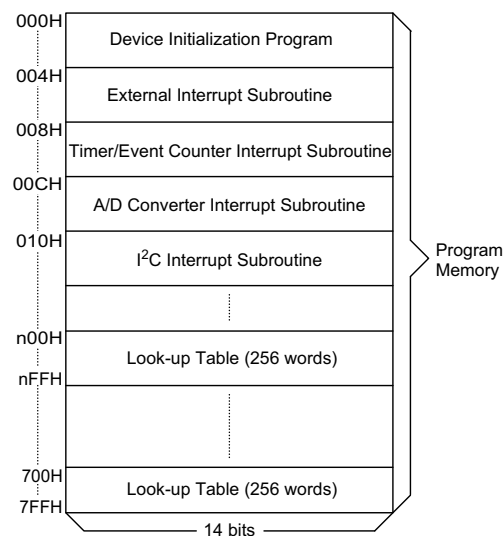 000H
Device Initialization Program
004H
External Interrupt Subroutine
008H
Timer/Event Counter Interrupt Subroutine
00CH
A/D Converter Interrupt Subroutine
010H
I²C Interrupt Subroutine
Program
Memory
n00H
Look-up Table (256 words)
nFFH
700H
Look-up Table (256 words)
7FFH
14 bits